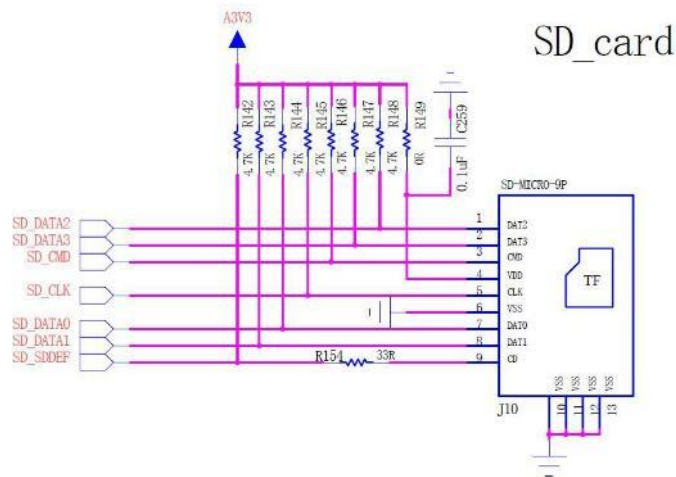 A3V3
SD_card
R142
R143
R144
R145
R146
R147
R148
R149
C259
4.7K
4.7K
4.7K
4.7K
4.7K
4.7K
4.7K
0R
0.1uF
SD-MICRO-9P
SD_DATA2
1
DAT2
SD_DATA3
2
DAT3
SD_CMD
3
CMD
4
VDD
TF
SD_CLK
5
CLK
6
VSS
SD_DATA0
7
DAT0
SD_DATA1
8
DAT1
SD_SDDEF
R154
33R
9
CD
VSS
VSS
VSS
VSS
J10
10
11
12
13